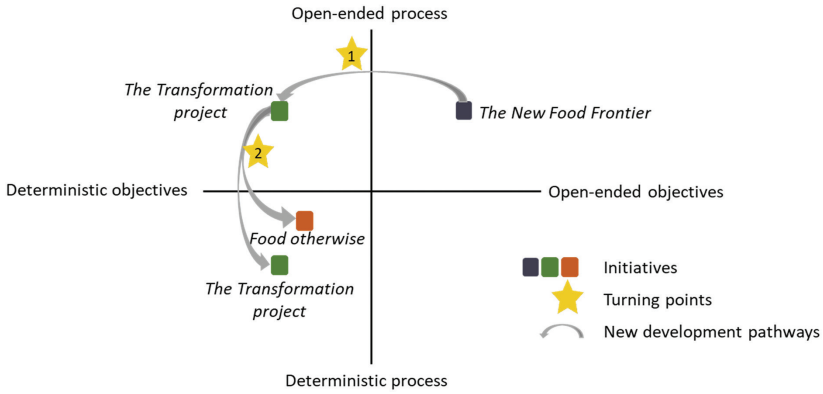 Open-ended process
1
The Transformation
project
The New Food Frontier
2
Deterministic objectives
Open-ended objectives
Food otherwise
The Transformation
project
Initiatives
Turning points
New development pathways
Deterministic process